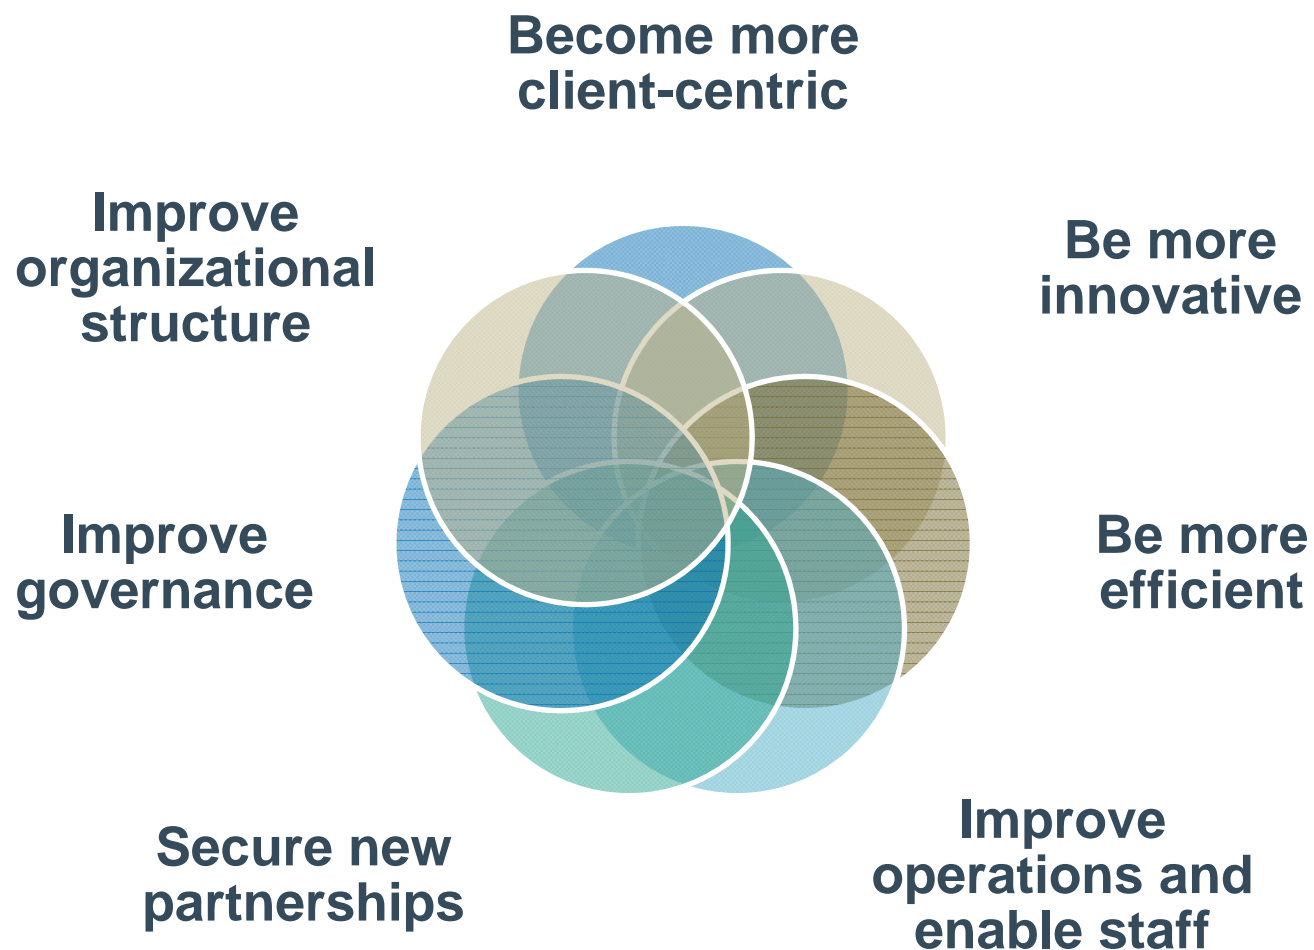 Become more
client-centric
Improve
organizational
structure
Be more
innovative
Improve
governance
Be more
efficient
Secure new
partnerships
Improve
operations and
enable staff